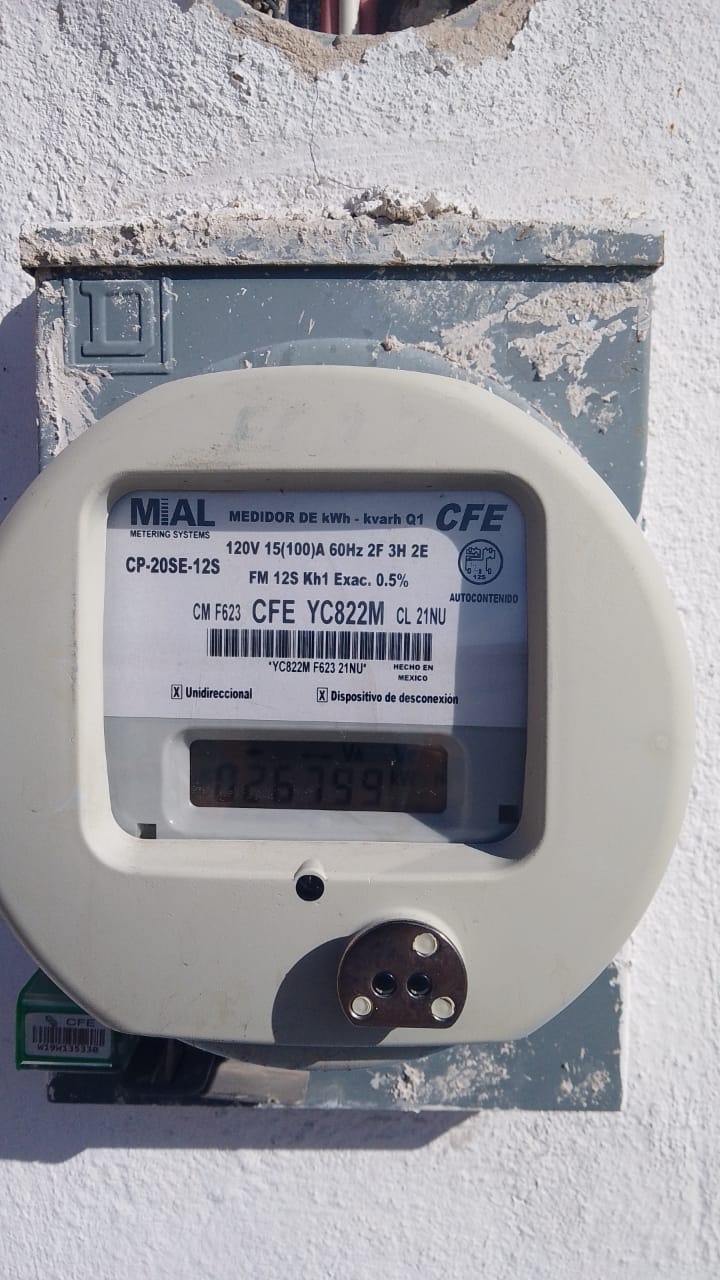 MIAL
METERING SYSTEMS
MEDIDOR DE kWh - kvarh Q1
CFE
120V 15(100)A 60Hz 2F 3H 2E
CP-20SE-12S
FM 12S Kh1 Exac. 0.5%
12S
AUTOCONTENIDO
CM F623 CFE YC822M CL 21NU
*YC822M F623 21NU*
HECHO EN
MEXICO
X Unidireccional
X Dispositivo de desconexión
026799
CFE
W19W135330